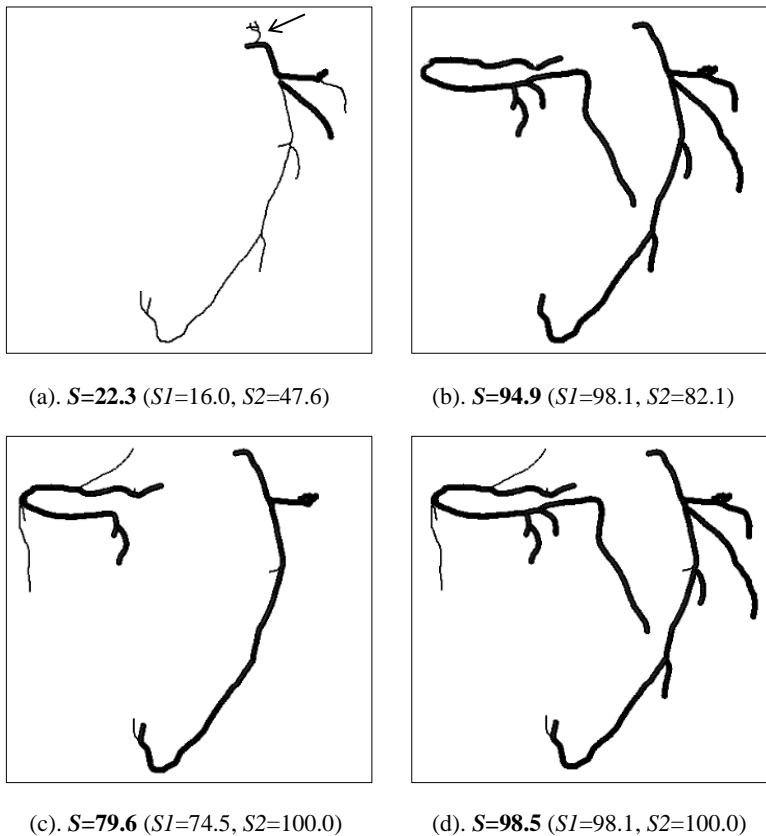 (a). S=22.3 (S1=16.0, S2=47.6)
(b). S=94.9 (S1=98.1, S2=82.1)
(c). S=79.6 (S1=74.5, S2=100.0)
(d). S=98.5 (S1=98.1, S2=100.0)